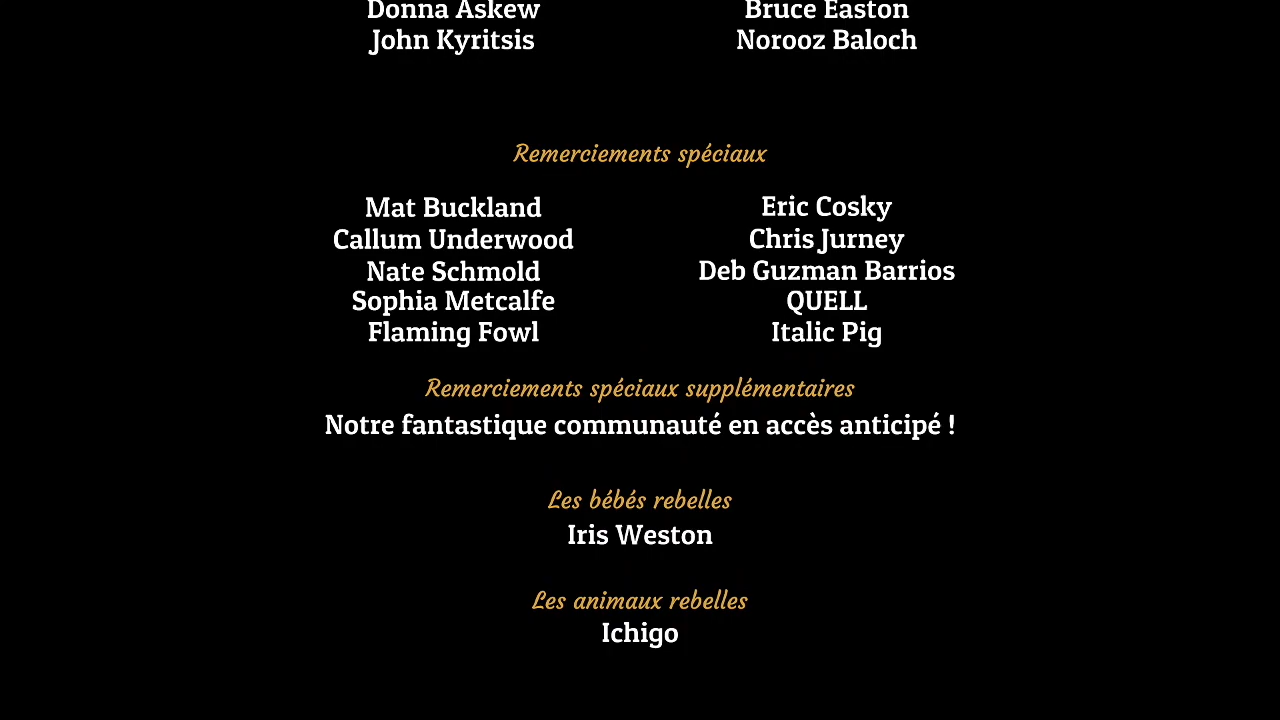 Donna Askew Bruce Easton
John Kyritsis Norooz Baloch
Remerciements spéciaux
Mat Buckland Eric Cosky
Callum Underwood Chris Jurney
Nate Schmold Deb Guzman Barrios
Sophia Metcalfe QUELL
Flaming Fowl Italic Pig
Remerciements spéciaux supplémentaires
Notre fantastique communauté en accès anticipé !
Les bébés rebelles
Iris Weston
Les animaux rebelles
Ichigo